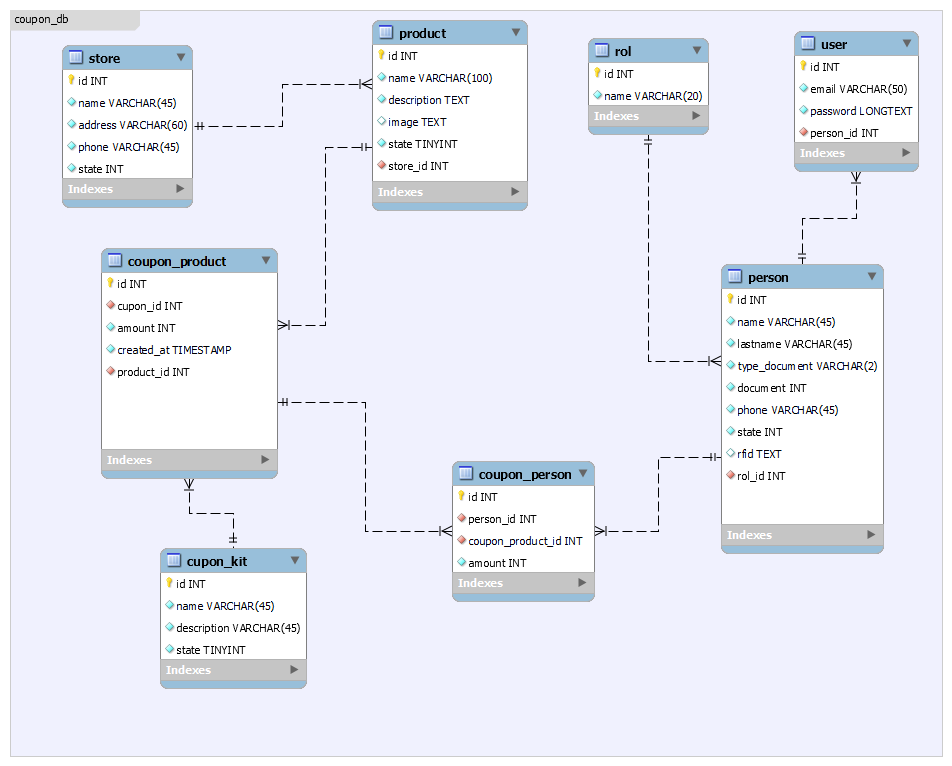 coupon_db
store
id INT
name VARCHAR(45)
address VARCHAR(60)
phone VARCHAR(45)
state INT
Indexes
product
id INT
name VARCHAR(100)
description TEXT
image TEXT
state TINYINT
store_id INT
Indexes
rol
id INT
name VARCHAR(20)
Indexes
user
id INT
email VARCHAR(50)
password LONGTEXT
person_id INT
Indexes
coupon_product
id INT
cupon_id INT
amount INT
created_at TIMESTAMP
product_id INT
Indexes
person
id INT
name VARCHAR(45)
lastname VARCHAR(45)
type_document VARCHAR(2)
document INT
phone VARCHAR(45)
state INT
rfid TEXT
rol_id INT
Indexes
coupon_person
id INT
person_id INT
coupon_product_id INT
amount INT
Indexes
cupon_kit
id INT
name VARCHAR(45)
description VARCHAR(45)
state TINYINT
Indexes